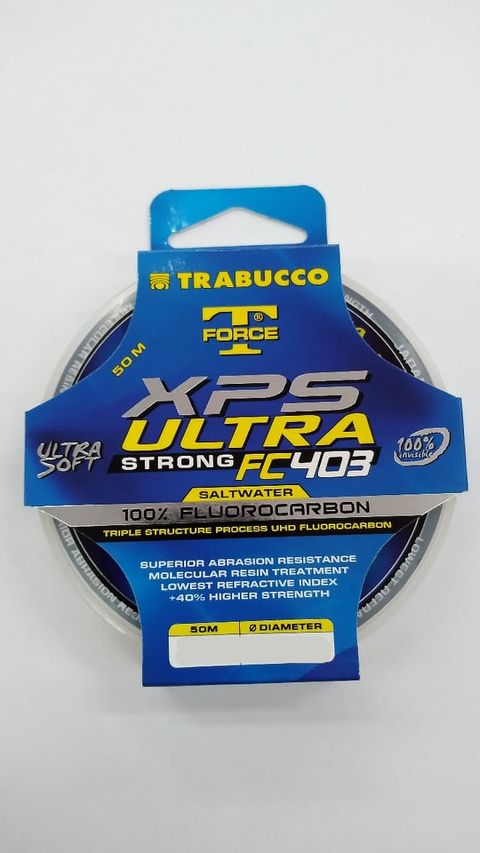 TRABUCCO
T®
FORCE
50 M
XPS
ULTRA
STRONG FC403
ULTRA
SOFT
100%
invisible
SALTWATER
100% FLUOROCARBON
TRIPLE STRUCTURE PROCESS UHD FLUOROCARBON
SUPERIOR ABRASION RESISTANCE
MOLECULAR RESIN TREATMENT
LOWEST REFRACTIVE INDEX
+40% HIGHER STRENGTH
50M Ø DIAMETER